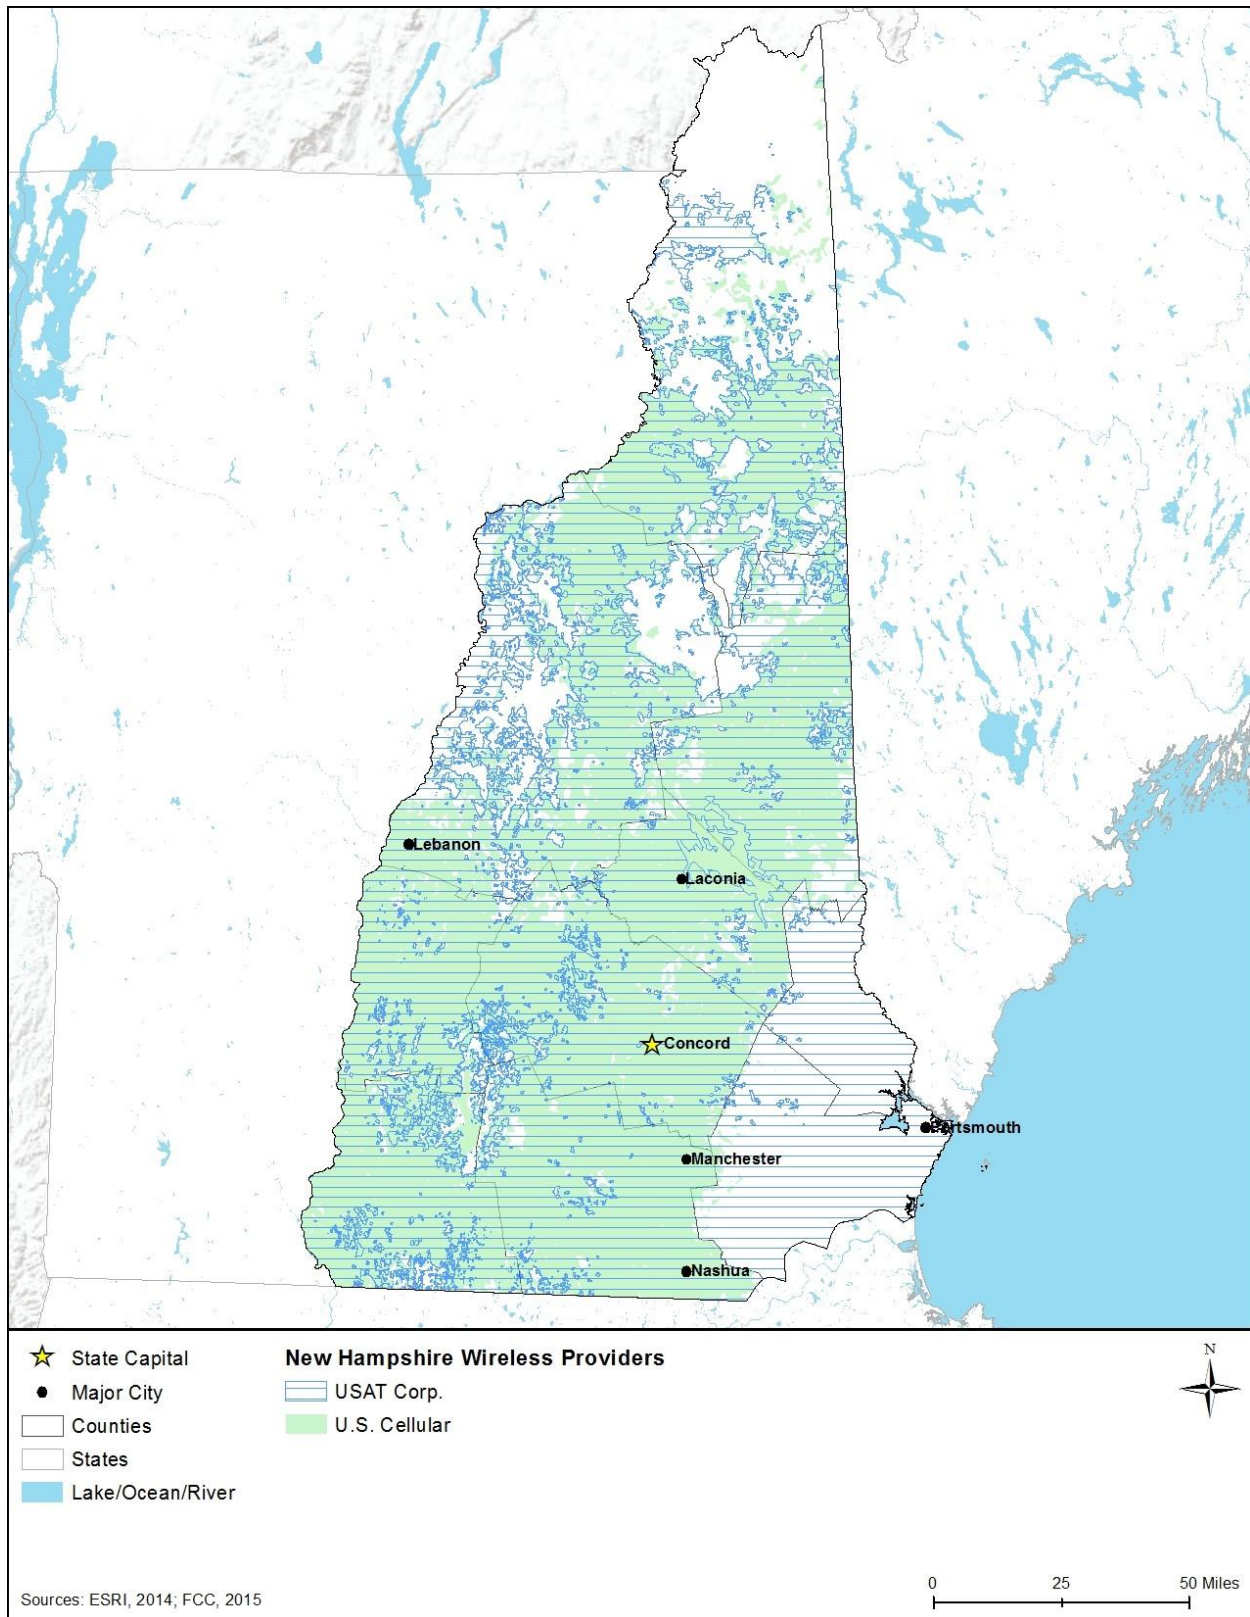 Lebanon
Laconia
Concord
Portsmouth
Manchester
Nashua
State Capital
Major City
Counties
States
Lake/Ocean/River
New Hampshire Wireless Providers
USAT Corp.
U.S. Cellular
N
Sources: ESRI, 2014; FCC, 2015
0 25 50 Miles